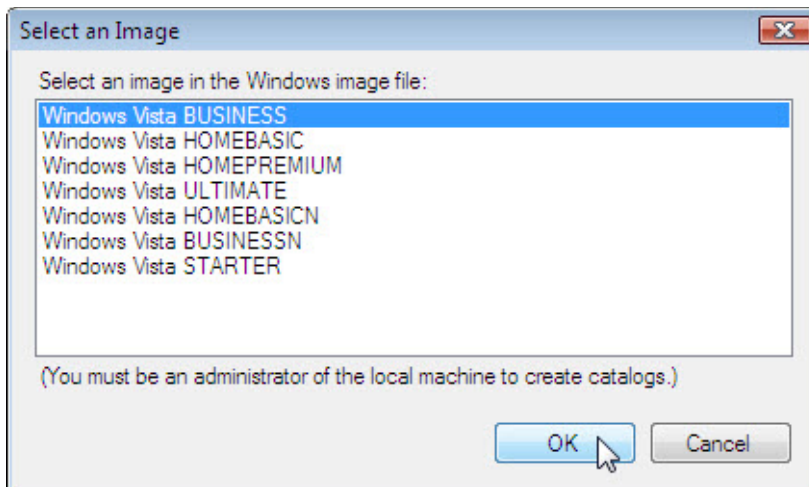 Select an Image
Select an image in the Windows image file:
Windows Vista BUSINESS
Windows Vista HOMEBASIC
Windows Vista HOMEPREMIUM
Windows Vista ULTIMATE
Windows Vista HOMEBASICN
Windows Vista BUSINESSN
Windows Vista STARTER
(You must be an administrator of the local machine to create catalogs.)
OK Cancel